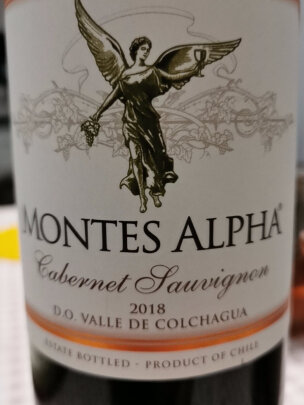 MONTES ALPHA®
Cabernet Sauvignon
2018
D.O. VALLE DE COLCHAGUA
ESTATE BOTTLED - PRODUCT OF CHILE